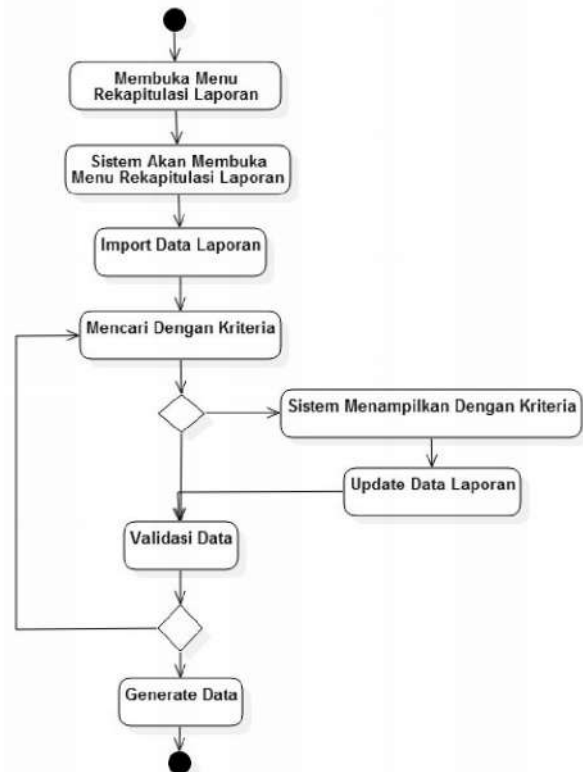 Membuka Menu
Rekapitulasi Laporan
Sistem Akan Membuka
Menu Rekapitulasi Laporan
Import Data Laporan
Mencari Dengan Kriteria
Sistem Menampilkan Dengan Kriteria
Update Data Laporan
Validasi Data
Generate Data